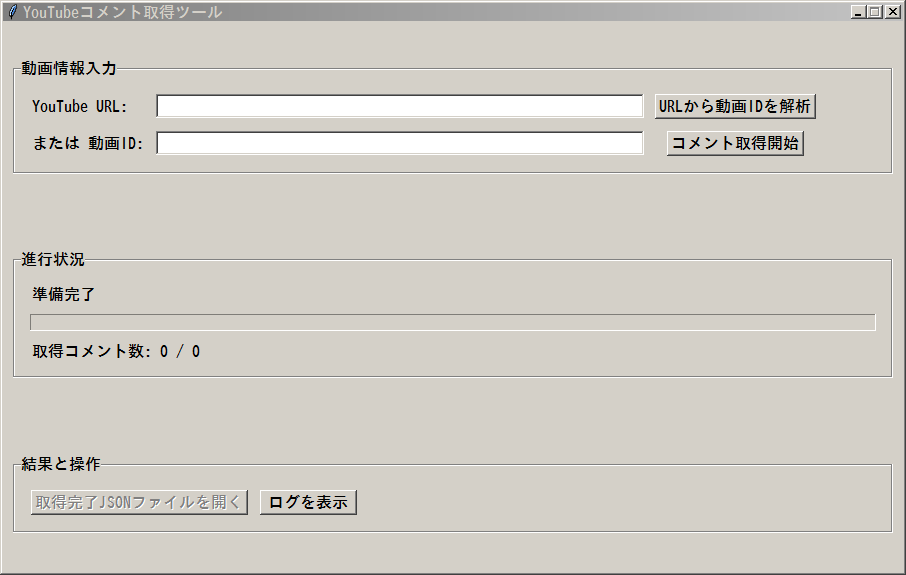 YouTubeコメント取得ツール
動画情報入力
YouTube URL:
URLから動画IDを解析
または 動画ID:
コメント取得開始
進行状況
準備完了
取得コメント数: 0 / 0
結果と操作
取得完了JSONファイルを開く
ログを表示